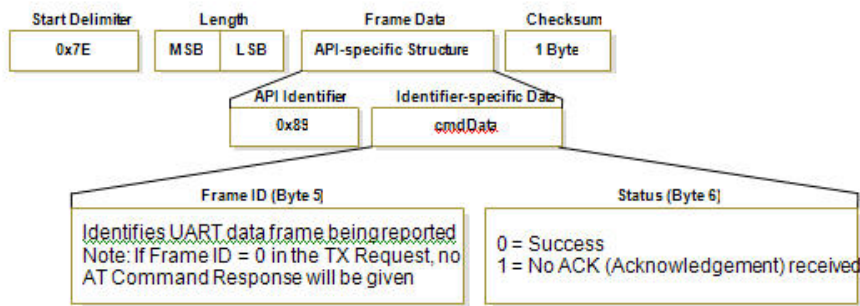 Start Delimiter Length Frame Data Checksum
0x7E MSB LSB API-specific Structure 1 Byte
API Identifier Identifier-specific Data
0x89 cmdData
Frame ID (Byte 5) Status (Byte 6)
Identifies UART data frame being reported
Note: If Frame ID = 0 in the TX Request, no
AT Command Response will be given
0 = Success
1 = No ACK (Acknowledgement) received